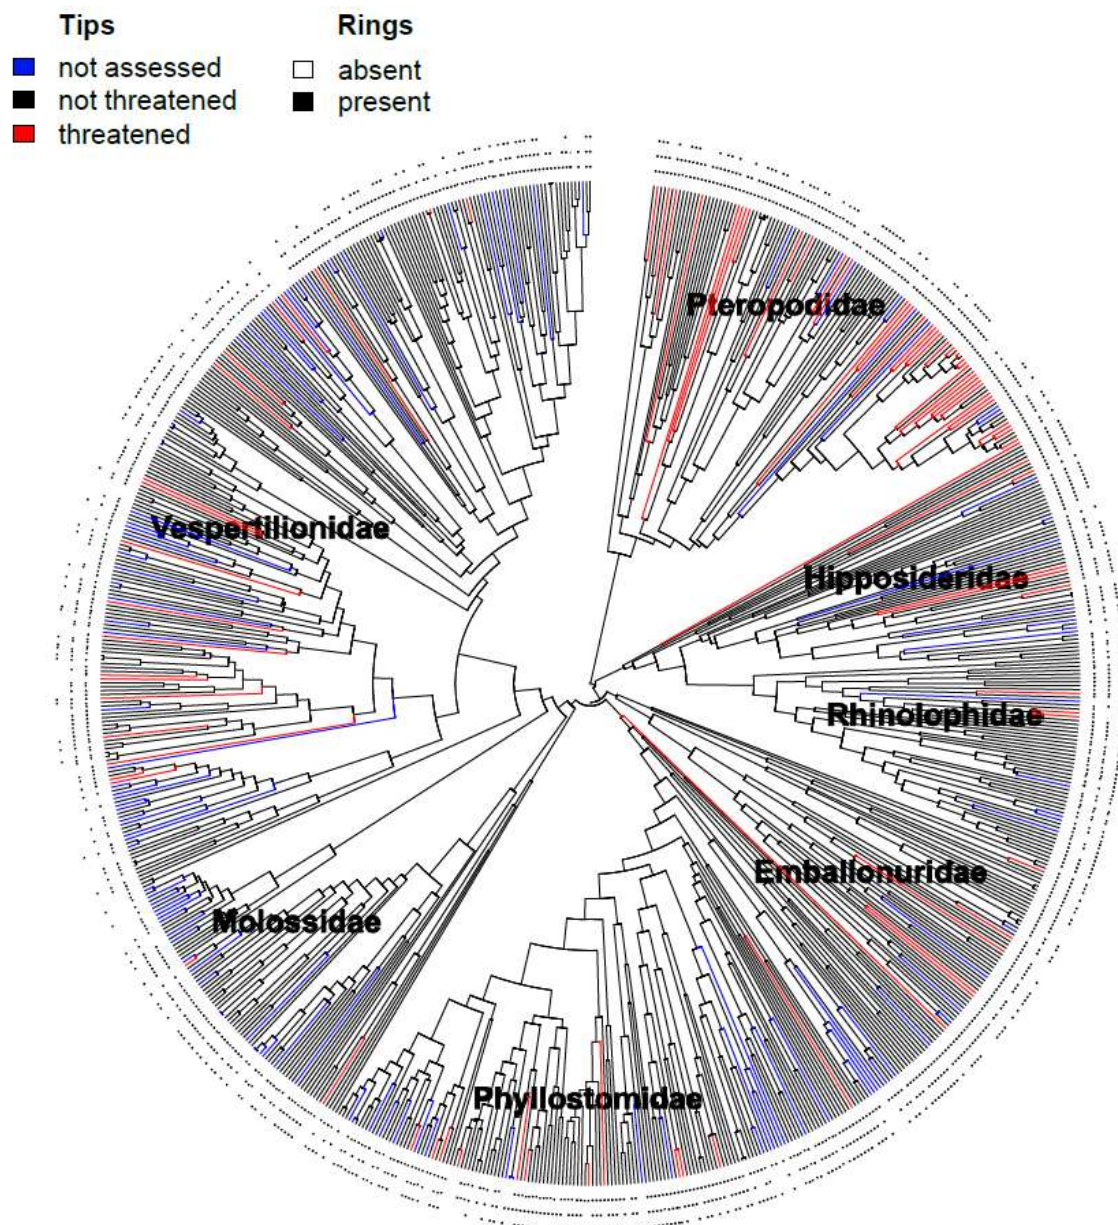 Tips Rings
not assessed absent
not threatened present
threatened
Pteropodidae
Vespertilionidae
Hipposideridae
Rhinolophidae
Emballonuridae
Molossidae
Phyllostomidae